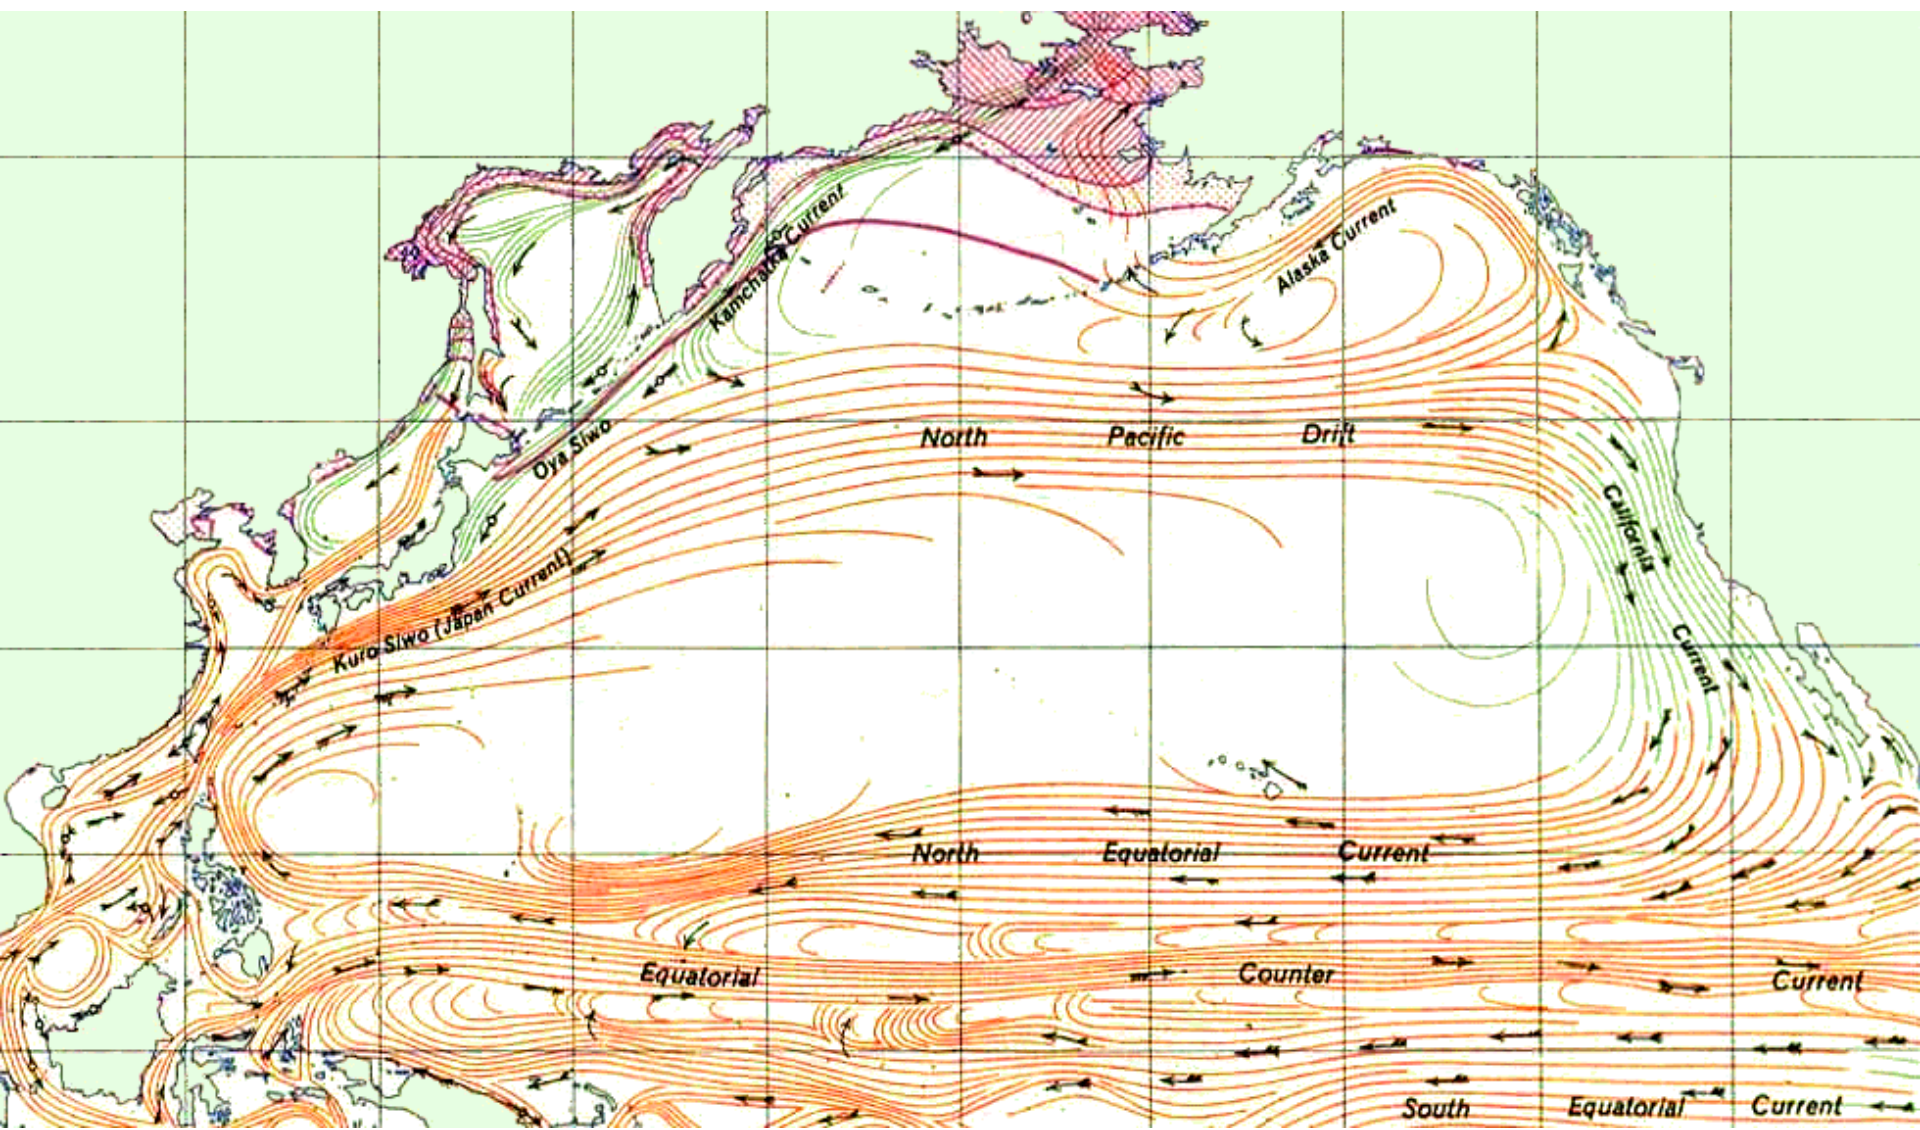 Kamchatka Current
Alaska Current
Oya Siwo
North Pacific Drift
California Current
Kuro Siwo (Japan Current)
North Equatorial Current
Equatorial Counter Current
South Equatorial Current